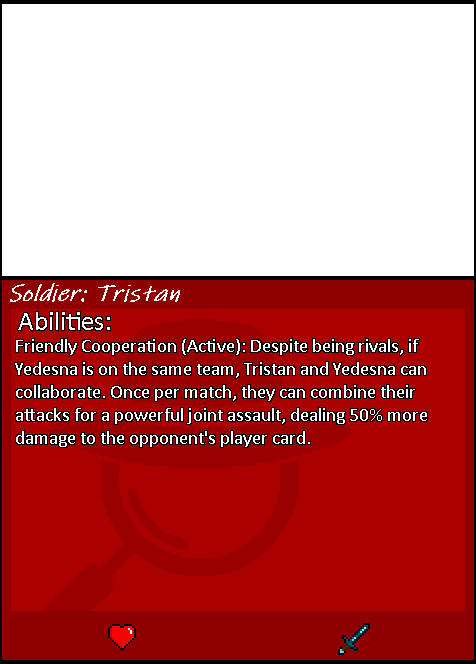 Soldier: Tristan
Abilities:
Friendly Cooperation (Active): Despite being rivals, if
Yedesna is on the same team, Tristan and Yedesna can
collaborate. Once per match, they can combine their
attacks for a powerful joint assault, dealing 50% more
damage to the opponent's player card.